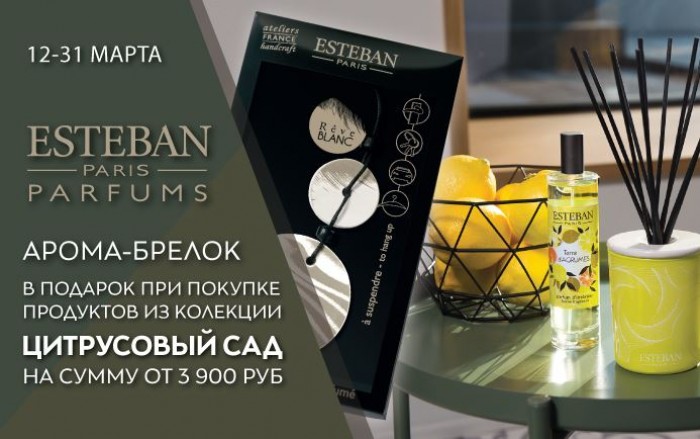 12-31 МАРТА
ESTEBAN
PARIS
PARFUMS
АРОМА-БРЕЛОК
В ПОДАРОК ПРИ ПОКУПКЕ
ПРОДУКТОВ ИЗ КОЛЕКЦИИ
ЦИТРУСОВЫЙ САД
НА СУММУ ОТ 3 900 РУБ
ateliers
FRANCE
handcraft
ESTEBAN
PARIS
Rêve
BLANC
à suspendre - to hang up
ESTEBAN
PARIS
Terre
D'AGRUMES
ESTEBAN